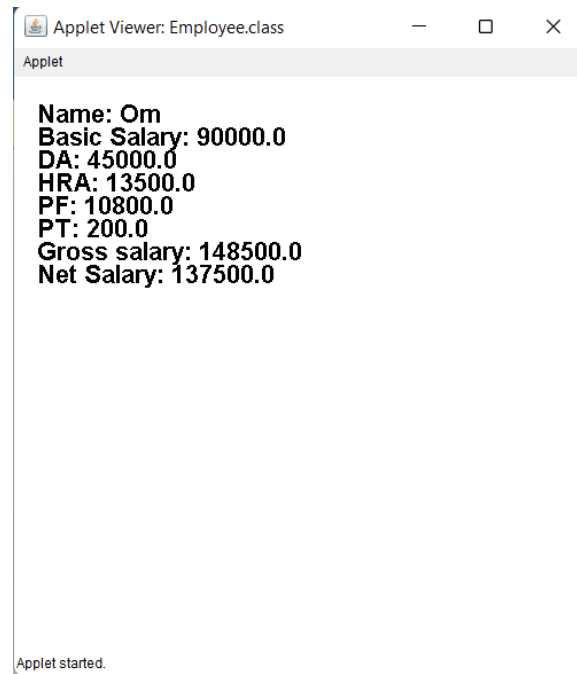 Applet Viewer: Employee.class
Applet
Name: Om
Basic Salary: 90000.0
DA: 45000.0
HRA: 13500.0
PF: 10800.0
PT: 200.0
Gross salary: 148500.0
Net Salary: 137500.0
Applet started.